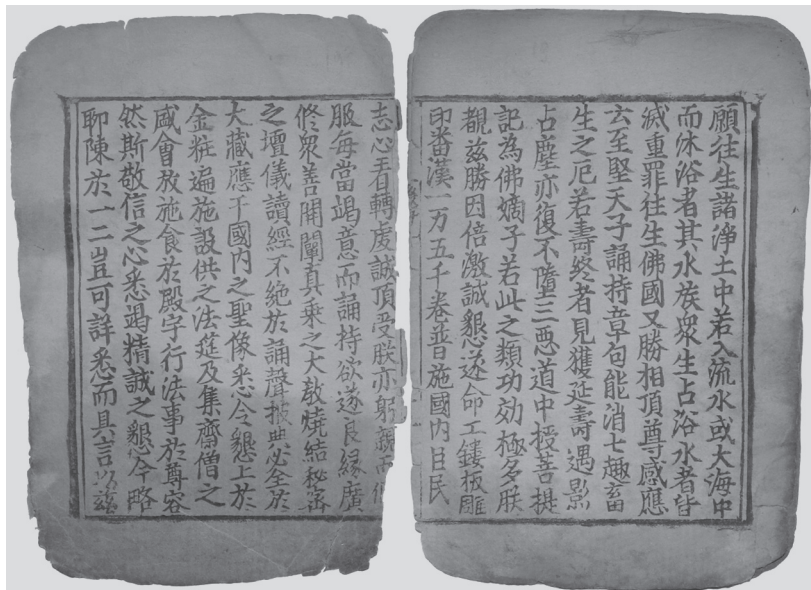 願往生諸淨土中若入流水或大海中
而沐浴者其水族衆生占浴水者皆
滅重罪往生佛國又勝相頂尊感應
云至堅天子誦持章句能消七趣畜
生之厄若壽終者見獲延壽遇影
占塵亦復不墮三惡道中授菩提
記為佛嫡子若此之類功効極多朕
覩兹勝因倍激誠懇遂命工鏤板雕
印番漢一万五千卷普施國内臣民
志心看轉虔誠頂受朕亦躬親而
服每當竭意而誦持欲遂良緣廣
修衆善開闡真乘之大教燒結秘密
之壇儀讀經不絕於誦聲披典必全於
大藏應干國内之聖像悉令懇上於
金粧遍施設供之法筵及集齋僧之
盛會放施食於殿宇行法事於尊容
然斯敬信之心悉竭精誠之懇今略
聊陳於一二豈可詳悉而具言以兹